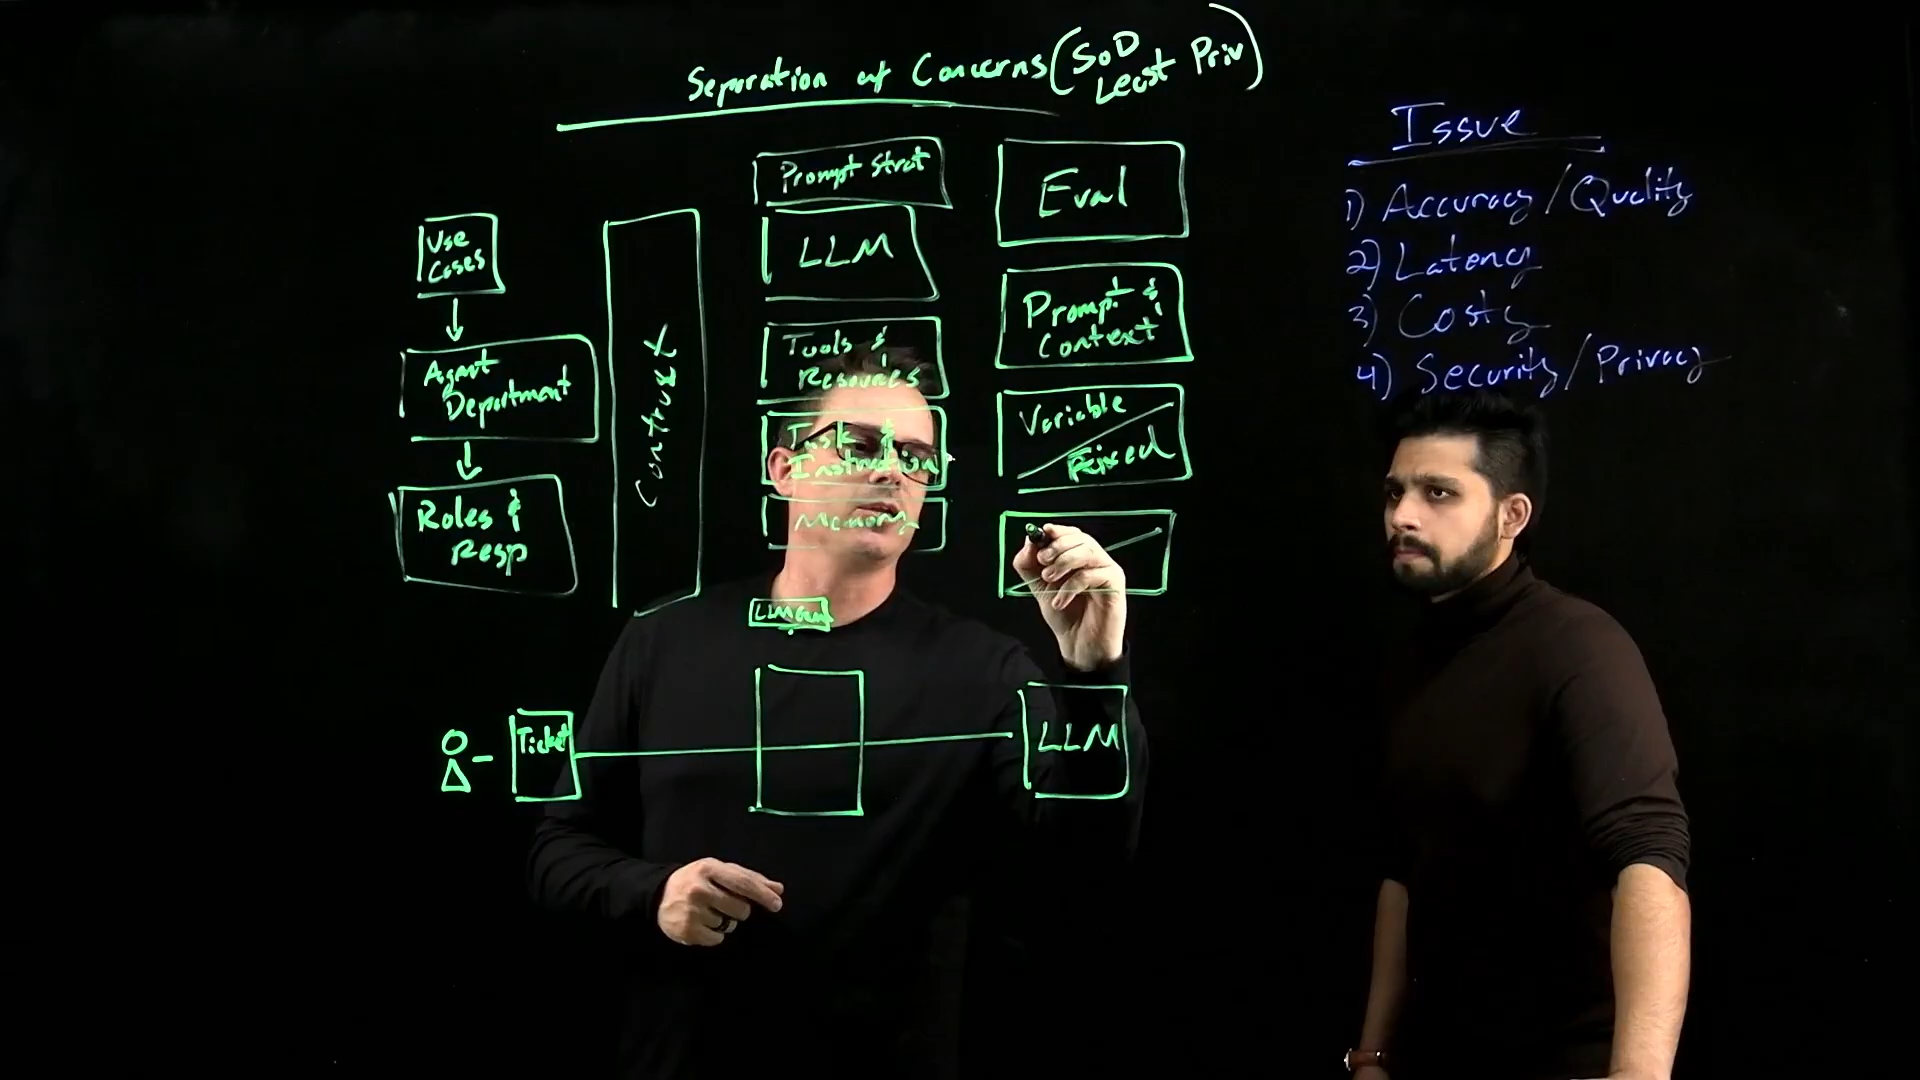 Separation of Concerns (SoD
Least Priv)
Issue
1) Accuracy/Quality
2) Latency
3) Costy
4) Security/Privacy
Use
Cases
Agent
Department
Roles &
Resp
Context
Prompt Strat
LLM
Tools &
Resources
Task &
Instruction
Memory
Eval
Prompt &
Context
Variable
Fixed
LLM
Ticket
LLM